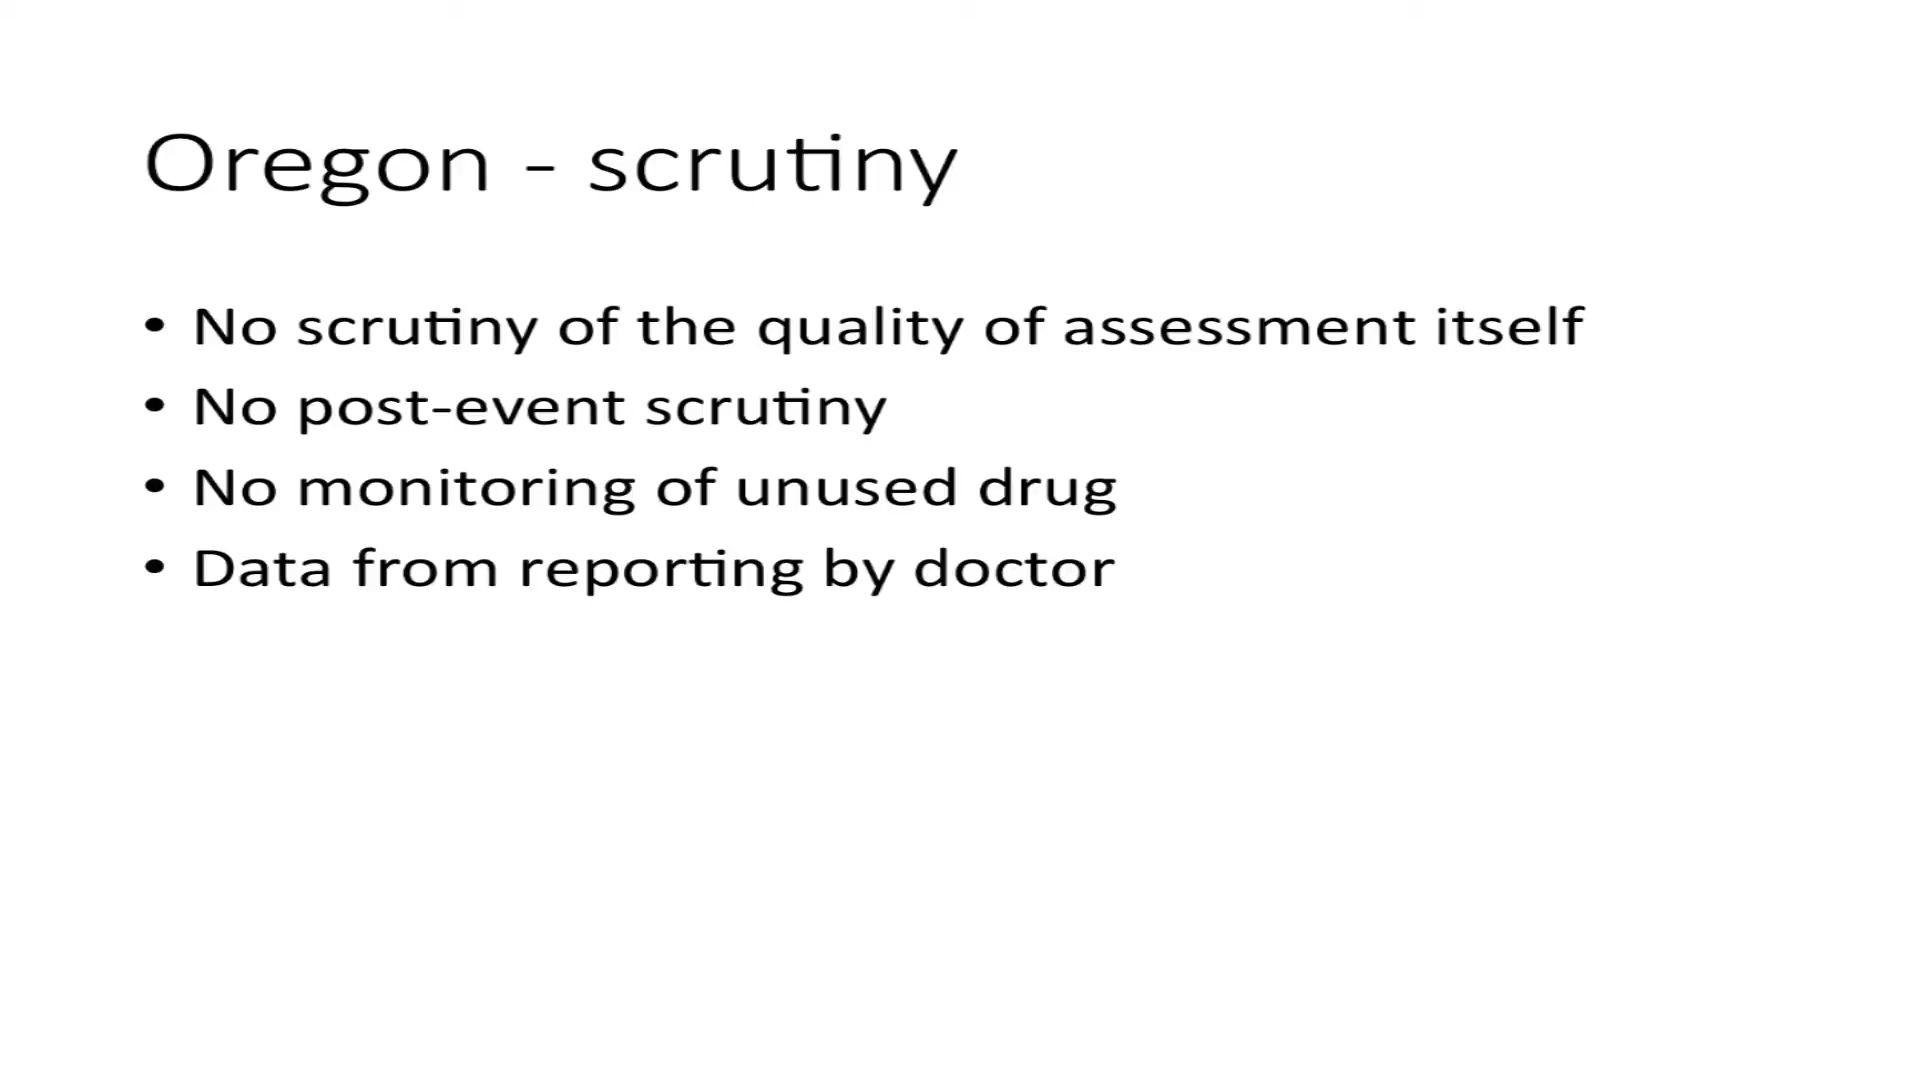 Oregon - scrutiny
• No scrutiny of the quality of assessment itself
• No post-event scrutiny
• No monitoring of unused drug
• Data from reporting by doctor